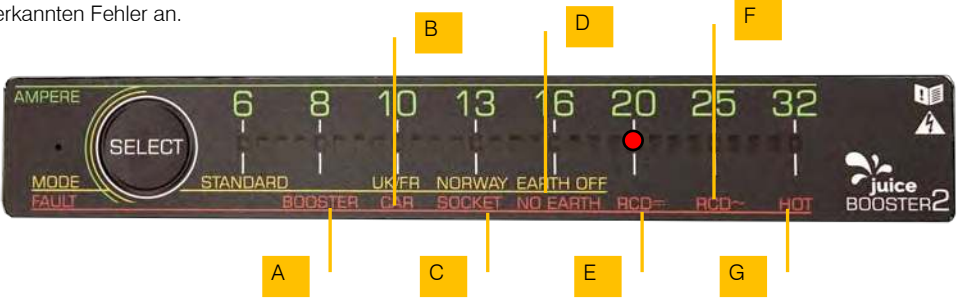 erkannten Fehler an.
B
D
F
AMPERE 6 8 10 13 16 20 25 32
SELECT
MODE STANDARD UK/FR NORWAY EARTH OFF
FAULT BOOSTER CAR SOCKET NO EARTH RCD⎓ RCD~ HOT
juice
BOOSTER2
A
C
E
G